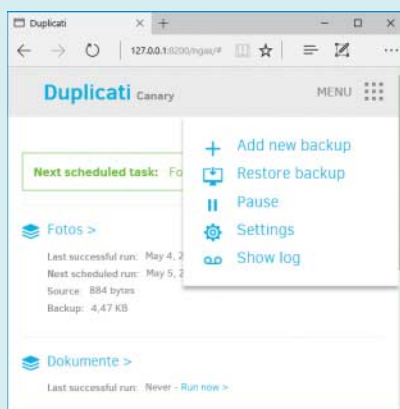 Duplicati
127.0.0.1:8200/ngax/#
Duplicati Canary
MENU
Add new backup
Restore backup
Pause
Settings
Show log
Next scheduled task: Fo
Fotos >
Last successful run: May 4, 2
Next scheduled run: May 5, 2
Source: 884 bytes
Backup: 4,47 KB
Dokumente >
Last successful run: Never - Run now >